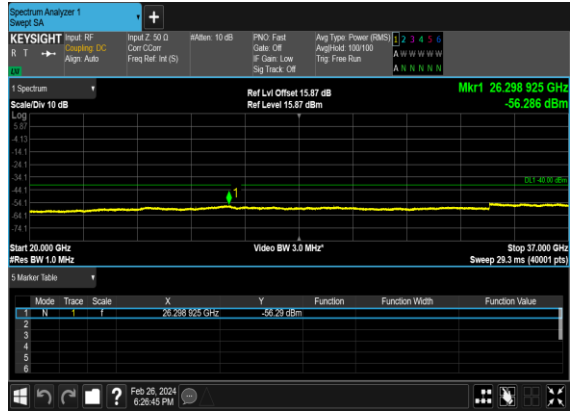 Spectrum Analyzer 1
Swept SA
+
KEYSIGHT Input: RF Input Z: 50 Ω #Atten: 10 dB PNO: Fast Avg Type: Power (RMS) 1 2 3 4 5 6
R T Coupling: DC Corr CCorr Gate: Off Avg|Hold: 100/100 A W W W W W
Align: Auto Freq Ref: Int (S) IF Gain: Low Trig: Free Run
Sig Track: Off A N N N N N
LW
1 Spectrum Ref Lvl Offset 15.87 dB Mkr1 26.298 925 GHz
Scale/Div 10 dB Ref Level 15.87 dBm -56.286 dBm
Log
5.87
-4.13
-14.1
-24.1
-34.1
DL1 -40.00 dBm
-44.1
1
-54.1
-64.1
-74.1
Start 20.000 GHz Video BW 3.0 MHz* Stop 37.000 GHz
#Res BW 1.0 MHz Sweep 29.3 ms (40001 pts)
5 Marker Table
Mode Trace Scale X Y Function Function Width Function Value
1 N 1 f 26.298 925 GHz -56.29 dBm
2
3
4
5
6
? Feb 26, 2024
6:26:45 PM